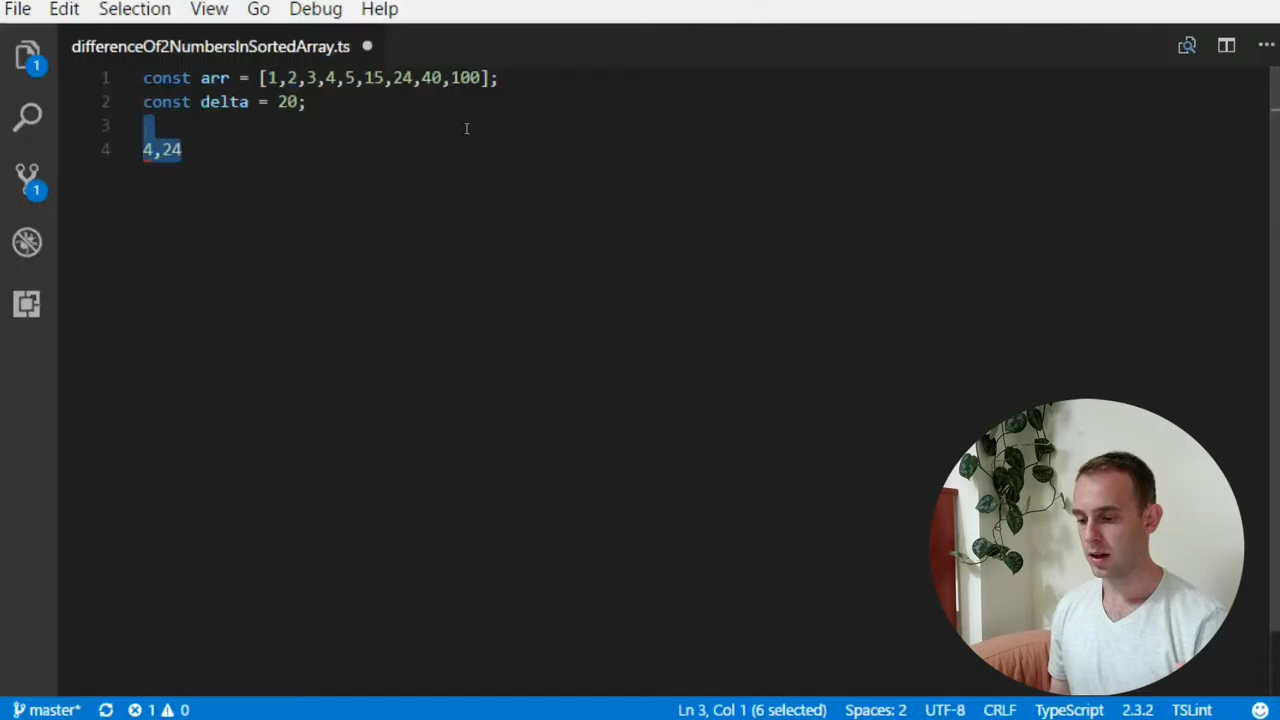 File Edit Selection View Go Debug Help
differenceOf2NumbersInSortedArray.ts
1 const arr = [1,2,3,4,5,15,24,40,100];
2 const delta = 20;
3
4 4,24
1
1
master* 1 0 Ln 3, Col 1 (6 selected) Spaces: 2 UTF-8 CRLF TypeScript 2.3.2 TSLint